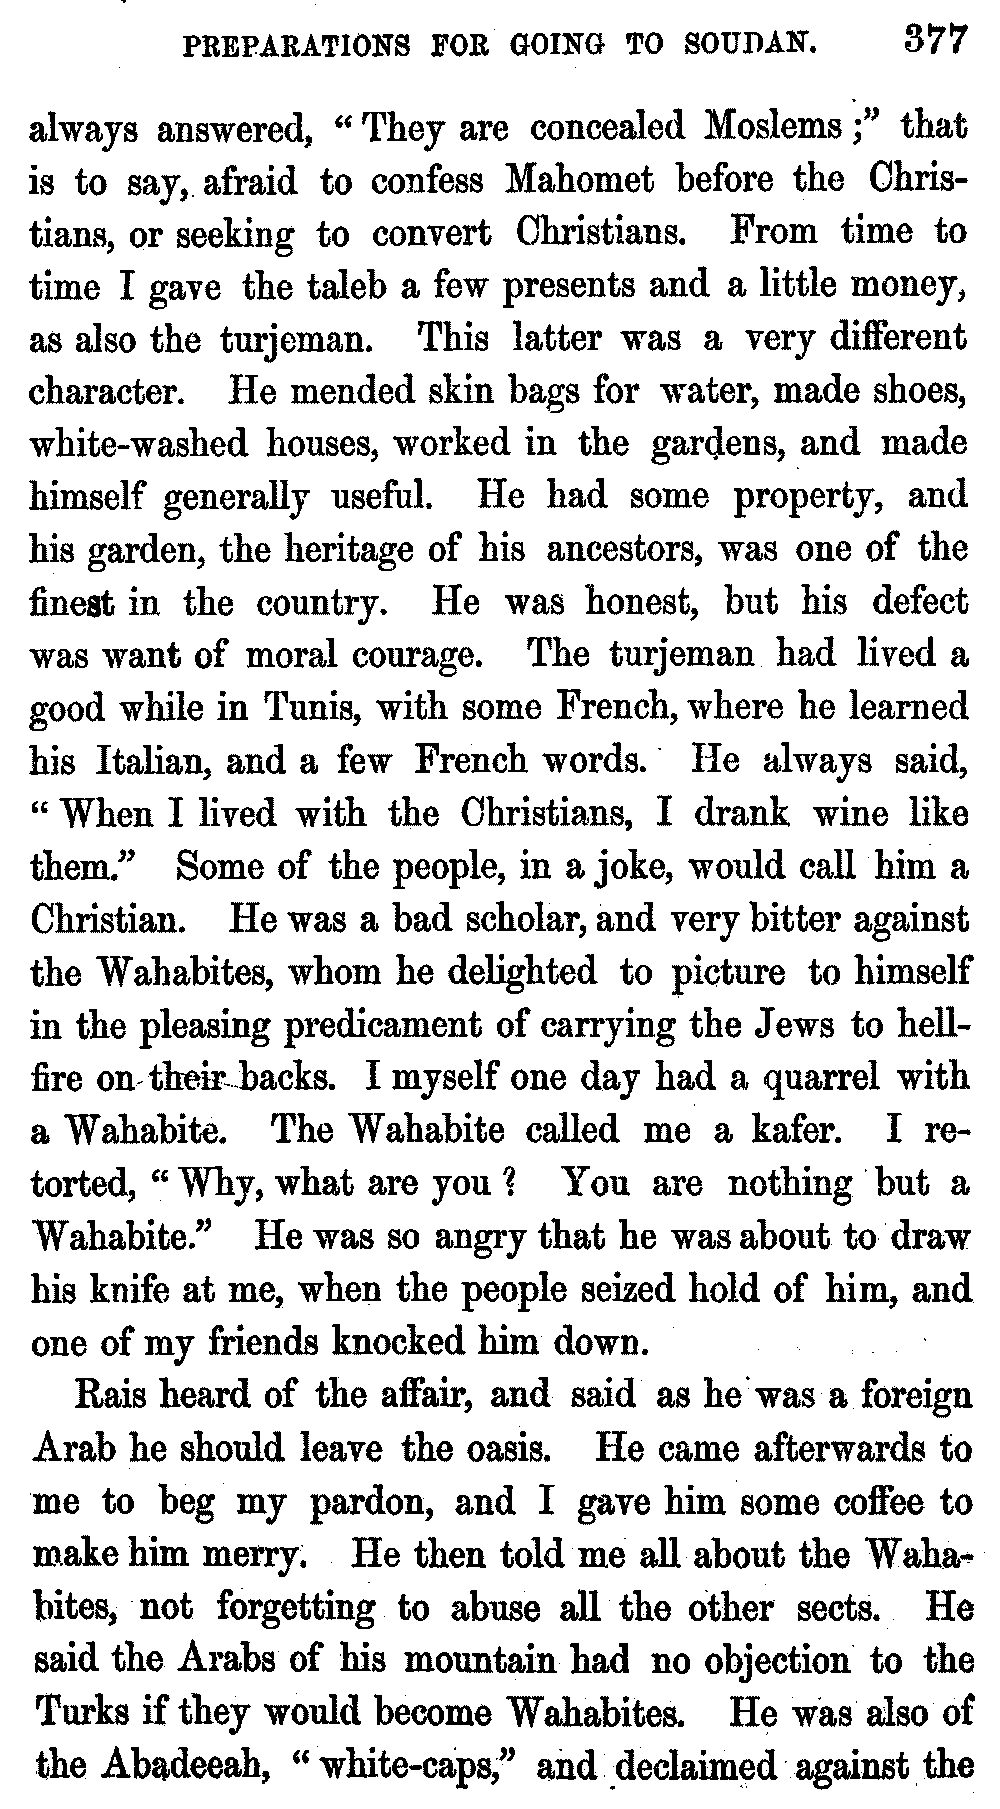 PREPARATIONS FOR GOING TO SOUDAN. 377
always answered, “They are concealed Moslems;” that
is to say, afraid to confess Mahomet before the Chris-
tians, or seeking to convert Christians. From time to
time I gave the taleb a few presents and a little money,
as also the turjeman. This latter was a very different
character. He mended skin bags for water, made shoes,
white-washed houses, worked in the gardens, and made
himself generally useful. He had some property, and
his garden, the heritage of his ancestors, was one of the
finest in the country. He was honest, but his defect
was want of moral courage. The turjeman had lived a
good while in Tunis, with some French, where he learned
his Italian, and a few French words. He always said,
“When I lived with the Christians, I drank wine like
them.” Some of the people, in a joke, would call him a
Christian. He was a bad scholar, and very bitter against
the Wahabites, whom he delighted to picture to himself
in the pleasing predicament of carrying the Jews to hell-
fire on their backs. I myself one day had a quarrel with
a Wahabite. The Wahabite called me a kafer. I re-
torted, “Why, what are you? You are nothing but a
Wahabite.” He was so angry that he was about to draw
his knife at me, when the people seized hold of him, and
one of my friends knocked him down.
Rais heard of the affair, and said as he was a foreign
Arab he should leave the oasis. He came afterwards to
me to beg my pardon, and I gave him some coffee to
make him merry. He then told me all about the Waha-
bites, not forgetting to abuse all the other sects. He
said the Arabs of his mountain had no objection to the
Turks if they would become Wahabites. He was also of
the Abadeeah, “white-caps,” and declaimed against the